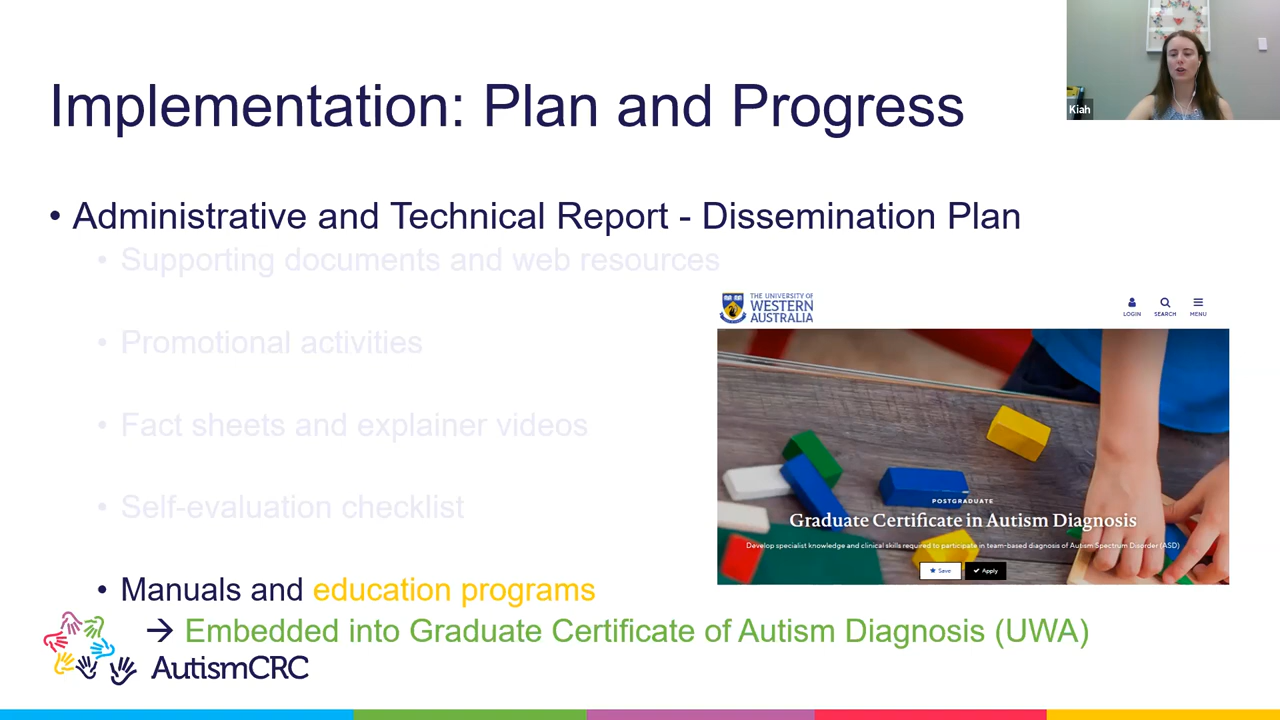 Kiah
Implementation: Plan and Progress
• Administrative and Technical Report - Dissemination Plan
• Supporting documents and web resources
• Promotional activities
• Fact sheets and explainer videos
• Self-evaluation checklist
• Manuals and education programs
→ Embedded into Graduate Certificate of Autism Diagnosis (UWA)
THE UNIVERSITY OF
WESTERN
AUSTRALIA
LOGIN SEARCH MENU
POSTGRADUATE
Graduate Certificate in Autism Diagnosis
Develop specialist knowledge and clinical skills required to participate in team-based diagnosis of Autism Spectrum Disorder (ASD)
Save Apply
AutismCRC